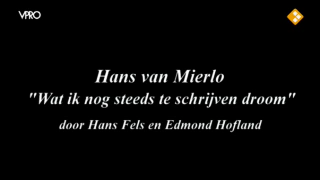 VPRO
Hans van Mierlo
"Wat ik nog steeds te schrijven droom"
door Hans Fels en Edmond Hofland